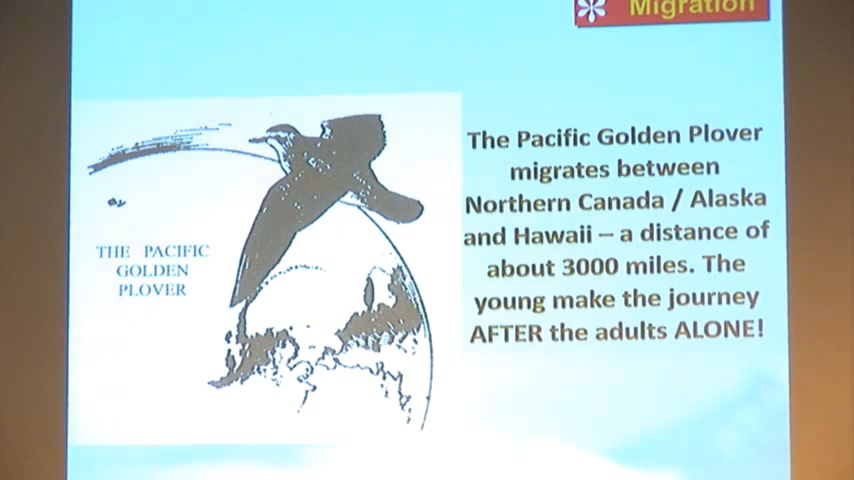 Migration
THE PACIFIC
GOLDEN
PLOVER
The Pacific Golden Plover
migrates between
Northern Canada / Alaska
and Hawaii – a distance of
about 3000 miles. The
young make the journey
AFTER the adults ALONE!